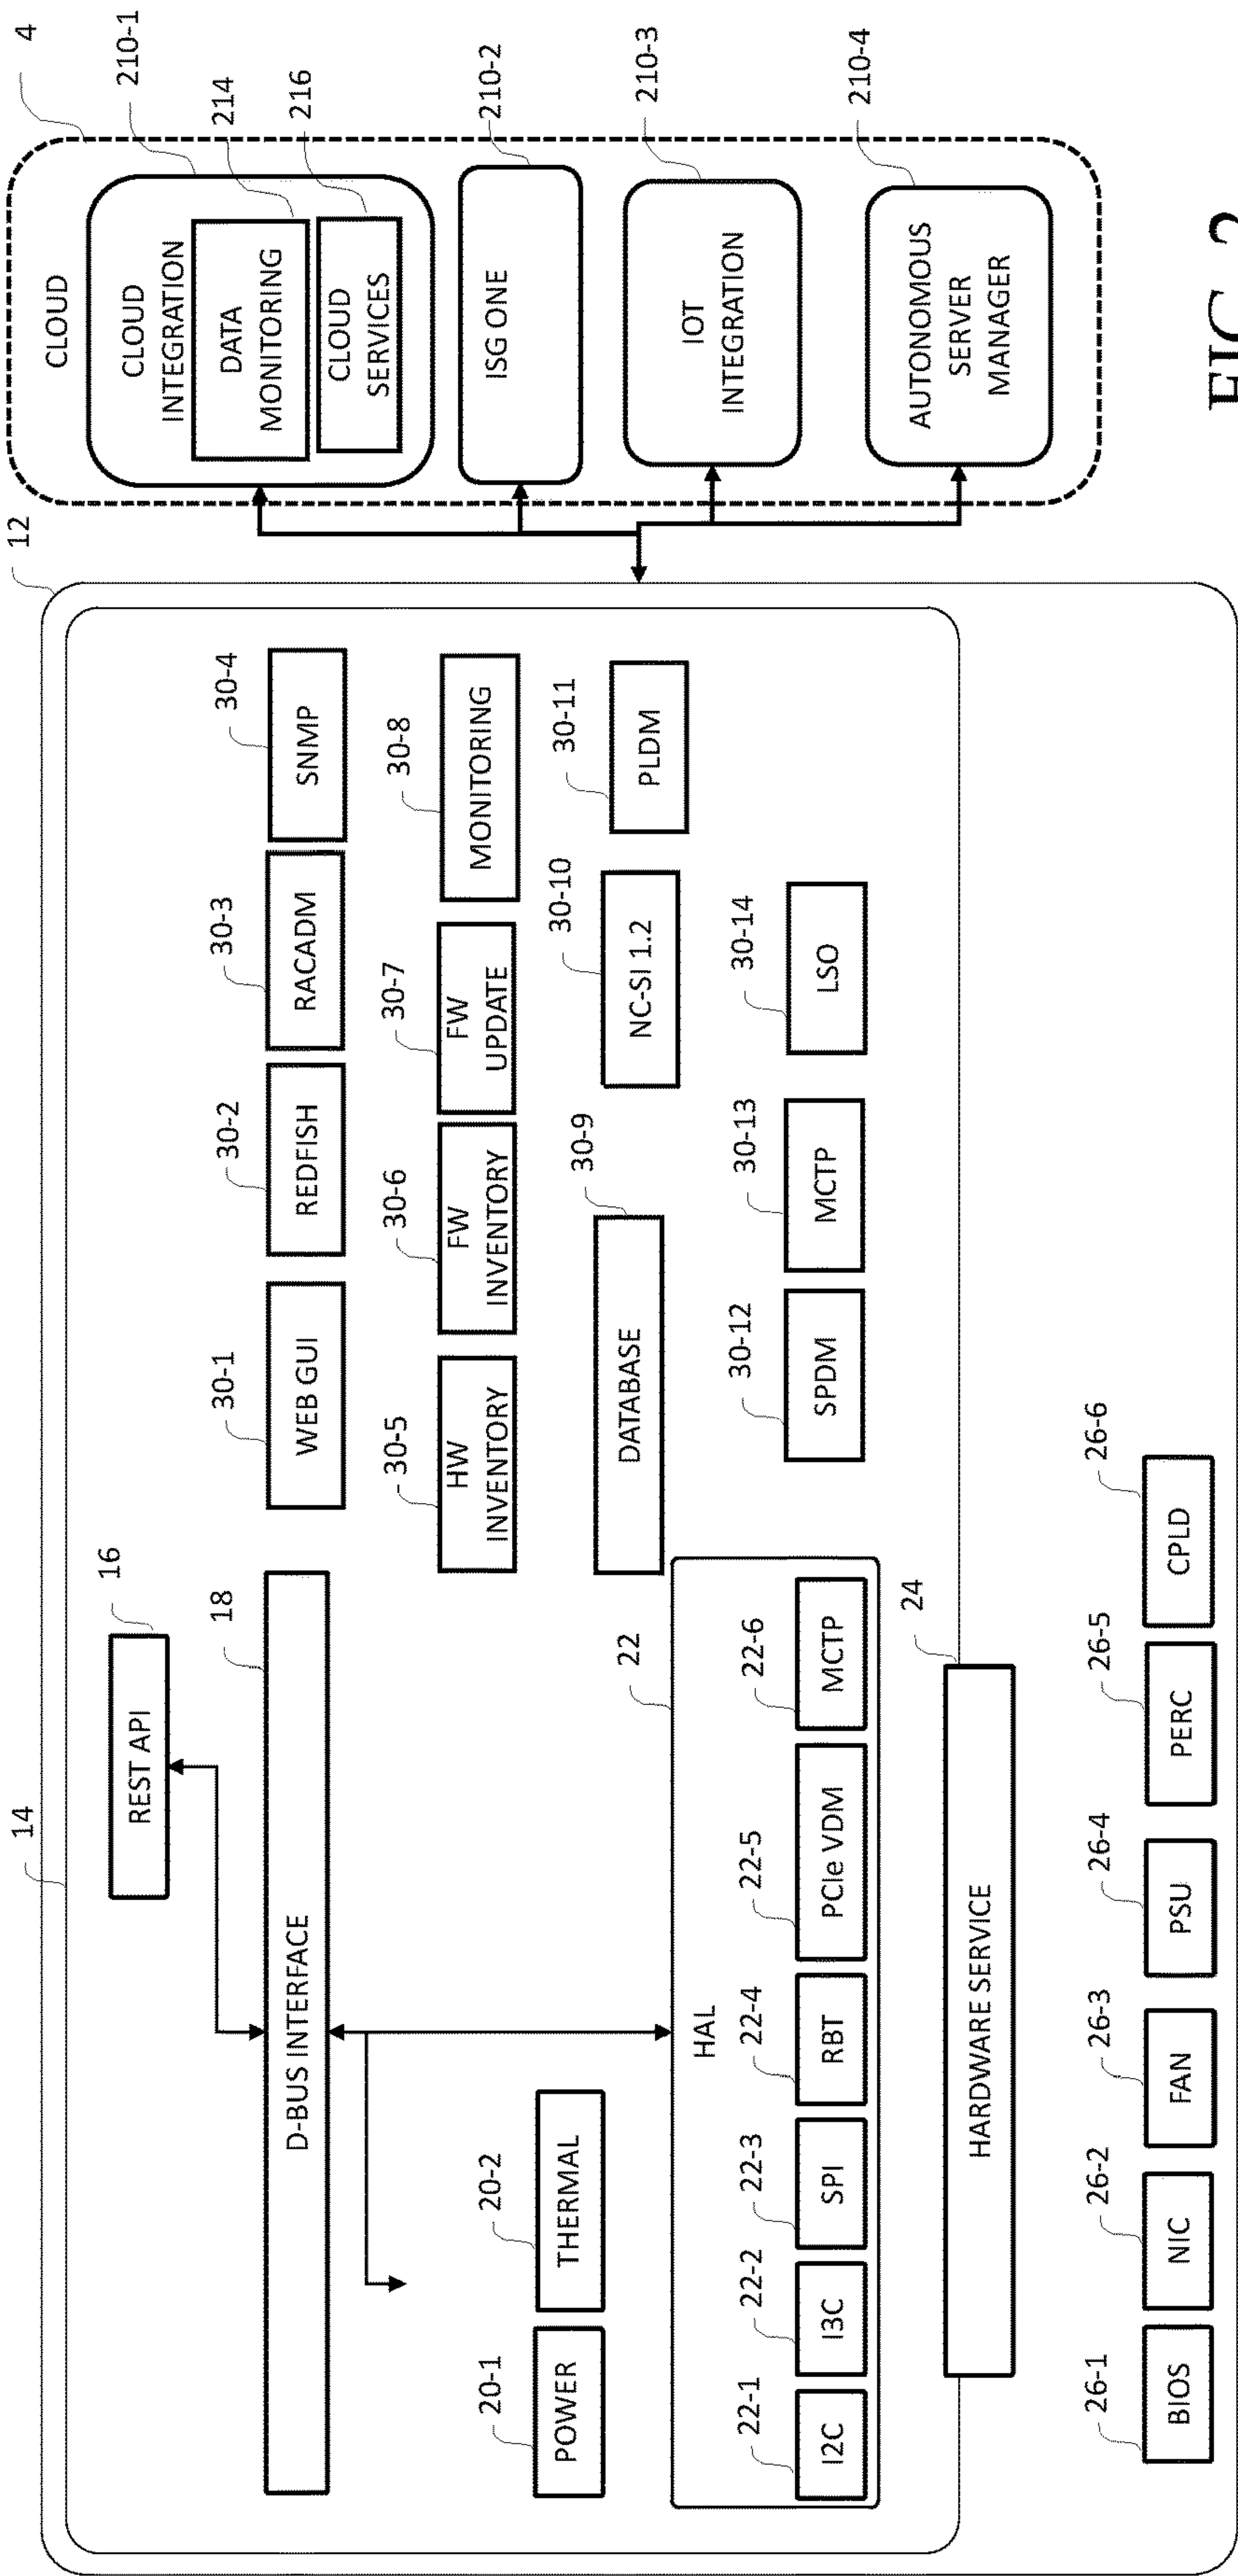 14
12
4
REST API
16
D-BUS INTERFACE
18
20-1
POWER
20-2
THERMAL
HAL
22
22-1
I2C
22-2
I3C
22-3
SPI
22-4
RBT
22-5
PCIe VDM
22-6
MCTP
HARDWARE SERVICE
24
26-1
BIOS
26-2
NIC
26-3
FAN
26-4
PSU
26-5
PERC
26-6
CPLD
30-1
WEB GUI
30-2
REDFISH
30-3
RACADM
30-4
SNMP
30-5
HW
INVENTORY
30-6
FW
INVENTORY
30-7
FW
UPDATE
30-8
MONITORING
30-9
DATABASE
30-10
NC-SI 1.2
30-11
PLDM
30-12
SPDM
30-13
MCTP
30-14
LSO
CLOUD
210-1
CLOUD
INTEGRATION
214
DATA
MONITORING
216
CLOUD
SERVICES
210-2
ISG ONE
210-3
IOT
INTEGRATION
210-4
AUTONOMOUS
SERVER
MANAGER
FIG. 2